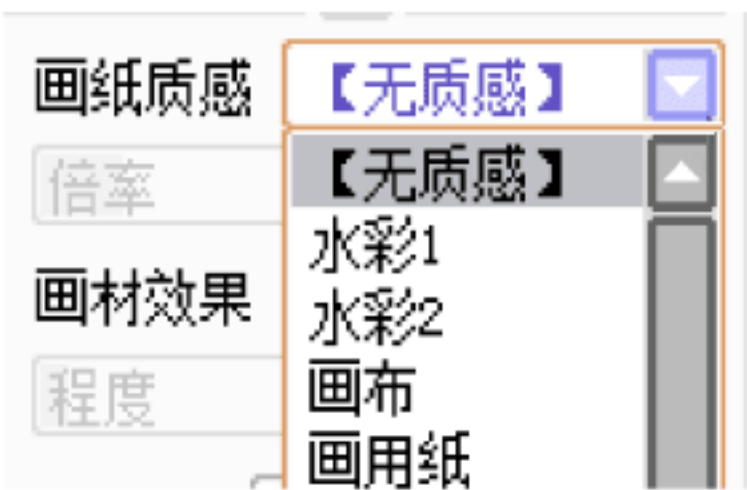 画纸质感 【无质感】
【无质感】
倍率
水彩1
画材效果
水彩2
程度
画布
画用纸